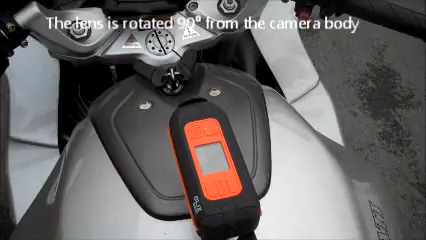 The lens is rotated 90° from the camera body